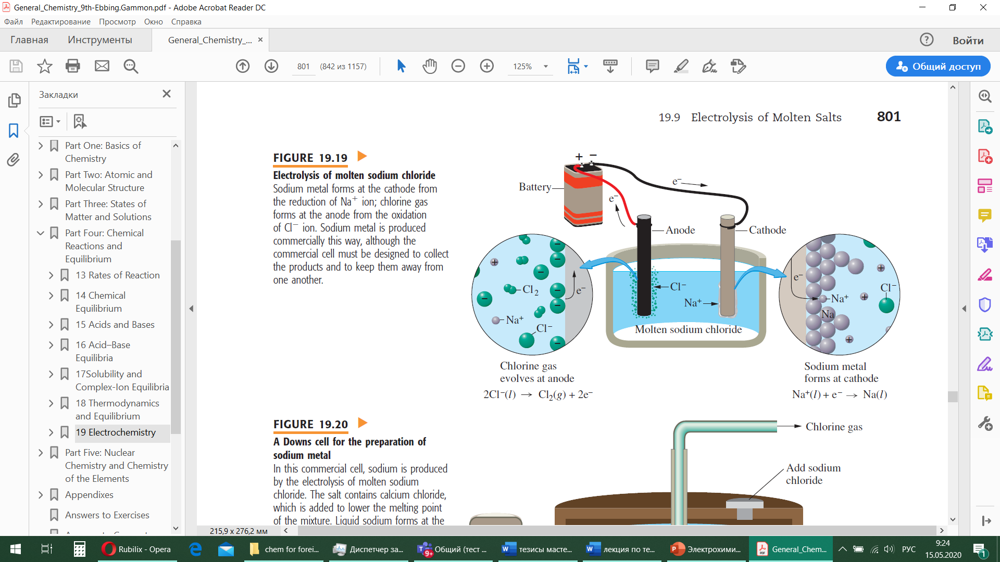 General_Chemistry_9th-Ebbing.Gammon.pdf - Adobe Acrobat Reader DC
Файл Редактирование Просмотр Окно Справка
Главная Инструменты General_Chemistry_... × Войти
801 (842 из 1157) 125% Общий доступ
Закладки
Part One: Basics of
Chemistry
Part Two: Atomic and
Molecular Structure
Part Three: States of
Matter and Solutions
Part Four: Chemical
Reactions and
Equilibrium
13 Rates of Reaction
14 Chemical
Equilibrium
15 Acids and Bases
16 Acid–Base
Equilibria
17Solubility and
Complex-Ion Equilibria
18 Thermodynamics
and Equilibrium
19 Electrochemistry
Part Five: Nuclear
Chemistry and Chemistry
of the Elements
Appendixes
Answers to Exercises
19.9 Electrolysis of Molten Salts 801
FIGURE 19.19
Electrolysis of molten sodium chloride
Sodium metal forms at the cathode from
the reduction of Na⁺ ion; chlorine gas
forms at the anode from the oxidation
of Cl⁻ ion. Sodium metal is produced
commercially this way, although the
commercial cell must be designed to collect
the products and to keep them away from
one another.
+ −
Battery
e⁻
e⁻
Anode
Cathode
Cl₂
e⁻
Na⁺
Cl⁻
Cl⁻
Na⁺
Molten sodium chloride
e⁻
Cl⁻
Na⁺
Na
Chlorine gas
evolves at anode
2Cl⁻(l) → Cl₂(g) + 2e⁻
Sodium metal
forms at cathode
Na⁺(l) + e⁻ → Na(l)
FIGURE 19.20
A Downs cell for the preparation of
sodium metal
In this commercial cell, sodium is produced
by the electrolysis of molten sodium
chloride. The salt contains calcium chloride,
which is added to lower the melting point
of the mixture. Liquid sodium forms at the
Chlorine gas
Add sodium
chloride
215,9 x 276,2 мм
Rubilix - Opera
chem for forei...
Диспетчер за...
9+
Общий (тест ...
тезисы масте...
лекция по те...
Электрохими...
General_Chem...
РУС
9:24
15.05.2020
1